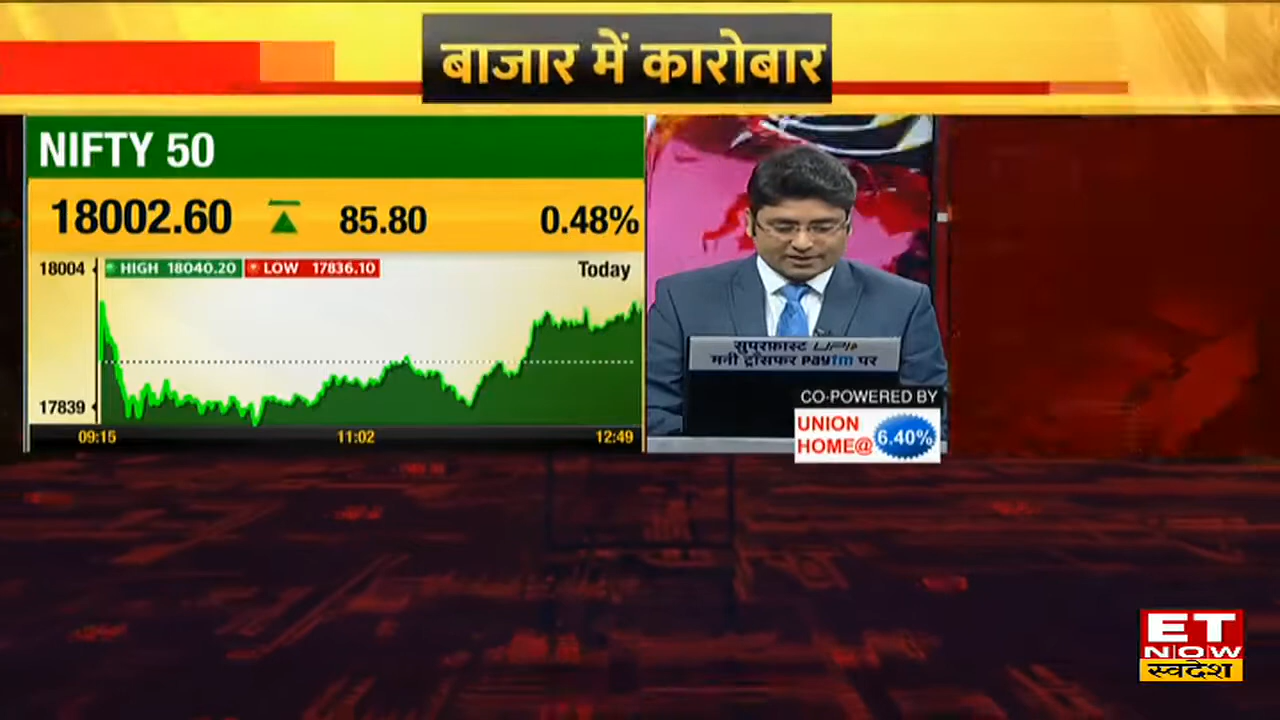 बाजार में कारोबार
NIFTY 50
18002.60 85.80 0.48%
18004 HIGH 18040.20 LOW 17836.10 Today
17839
09:15 11:02 12:49
सुपरफ़ास्ट UPI
मनी ट्रांसफर paytm पर
CO-POWERED BY
UNION
HOME@ 6.40%
ET
NOW
स्वदेश